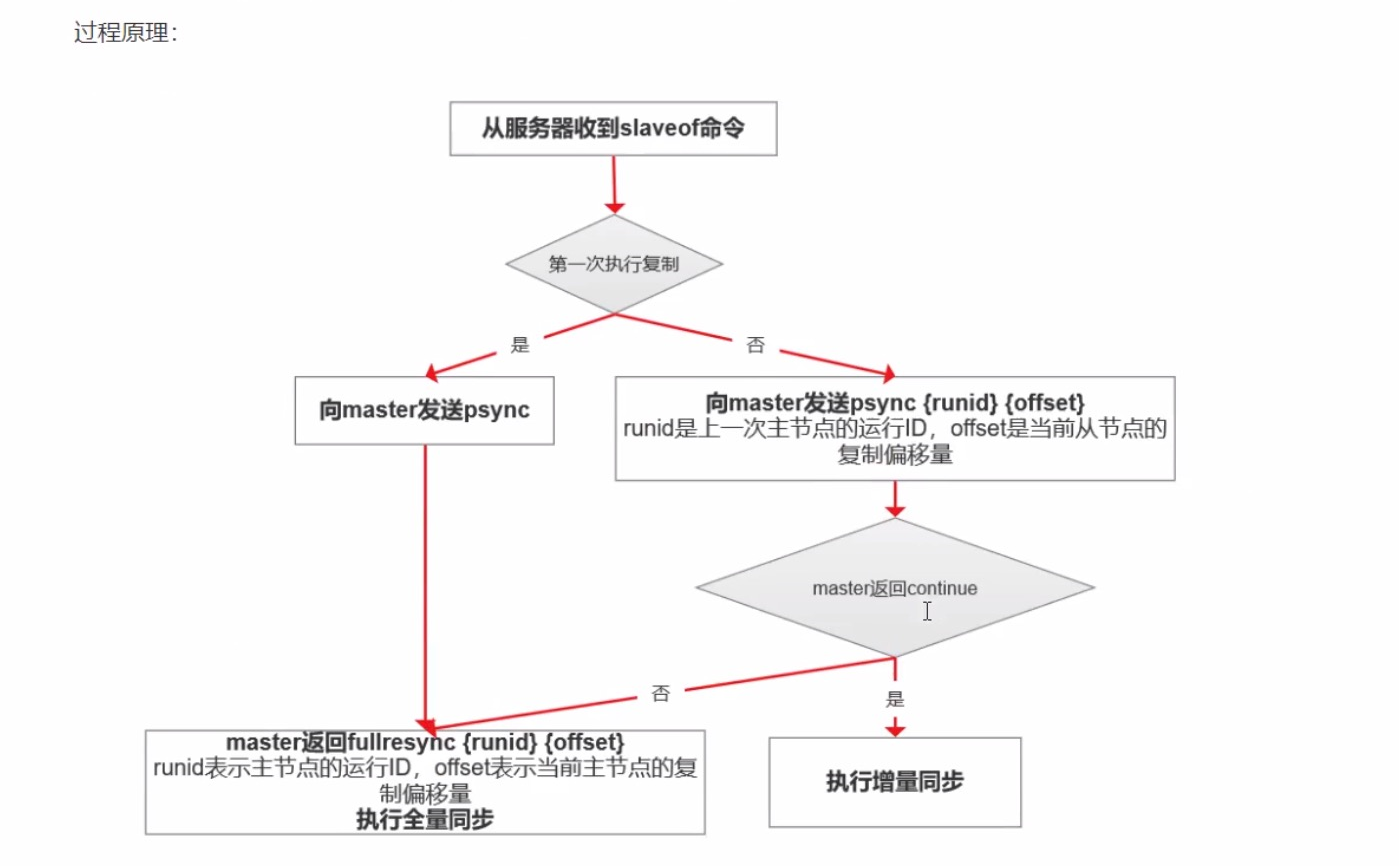 过程原理：
从服务器收到slaveof命令
第一次执行复制
是
否
向master发送psync
向master发送psync {runid} {offset}
runid是上一次主节点的运行ID，offset是当前从节点的
复制偏移量
master返回continue
否
是
master返回fullresync {runid} {offset}
runid表示主节点的运行ID，offset表示当前主节点的复
制偏移量
执行全量同步
执行增量同步